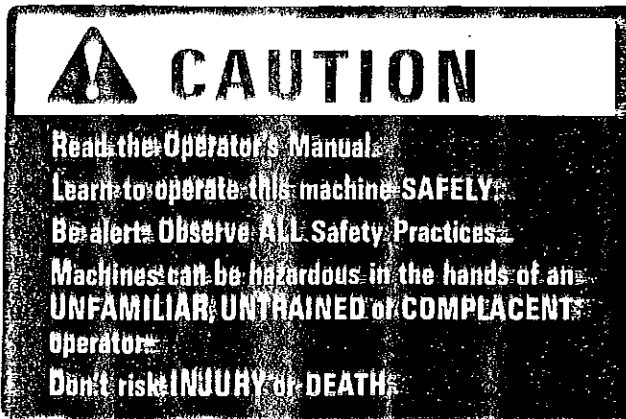 CAUTION
Read the Operator's Manual.
Learn to operate this machine SAFELY.
Be alert. Observe ALL Safety Practices.
Machines can be hazardous in the hands of an
UNFAMILIAR, UNTRAINED or COMPLACENT
operator.
Don't risk INJURY or DEATH.